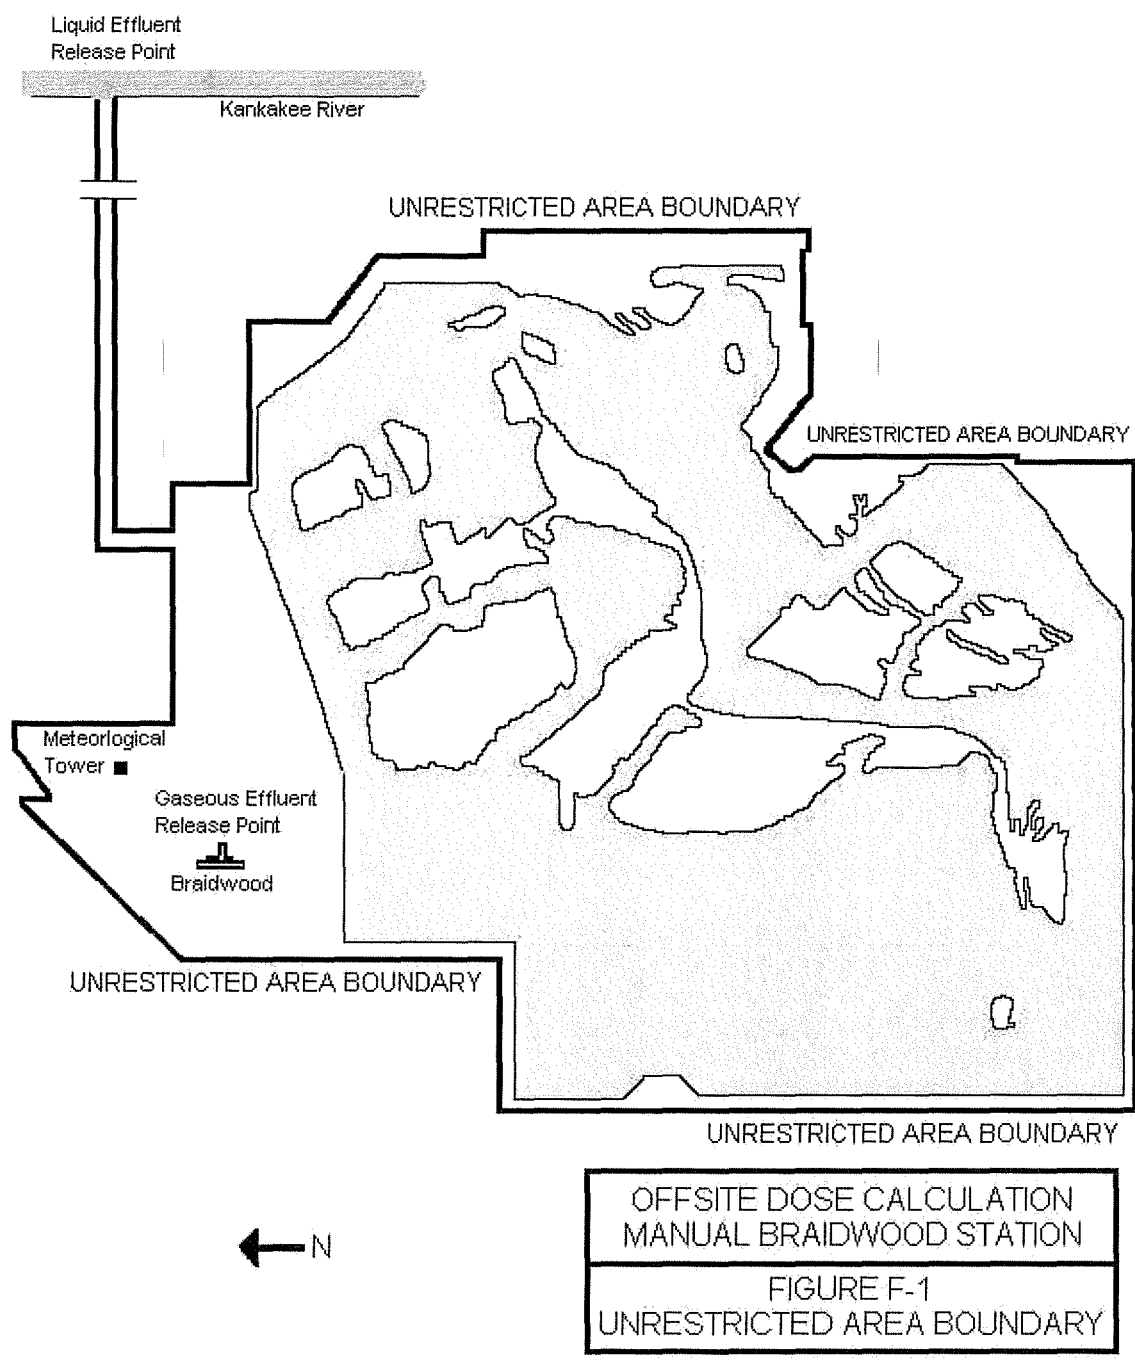 Liquid Effluent
Release Point
Kankakee River
UNRESTRICTED AREA BOUNDARY
UNRESTRICTED AREA BOUNDARY
Meteorlogical
Tower
Gaseous Effluent
Release Point
Braidwood
UNRESTRICTED AREA BOUNDARY
UNRESTRICTED AREA BOUNDARY
N
OFFSITE DOSE CALCULATION
MANUAL BRAIDWOOD STATION
FIGURE F-1
UNRESTRICTED AREA BOUNDARY